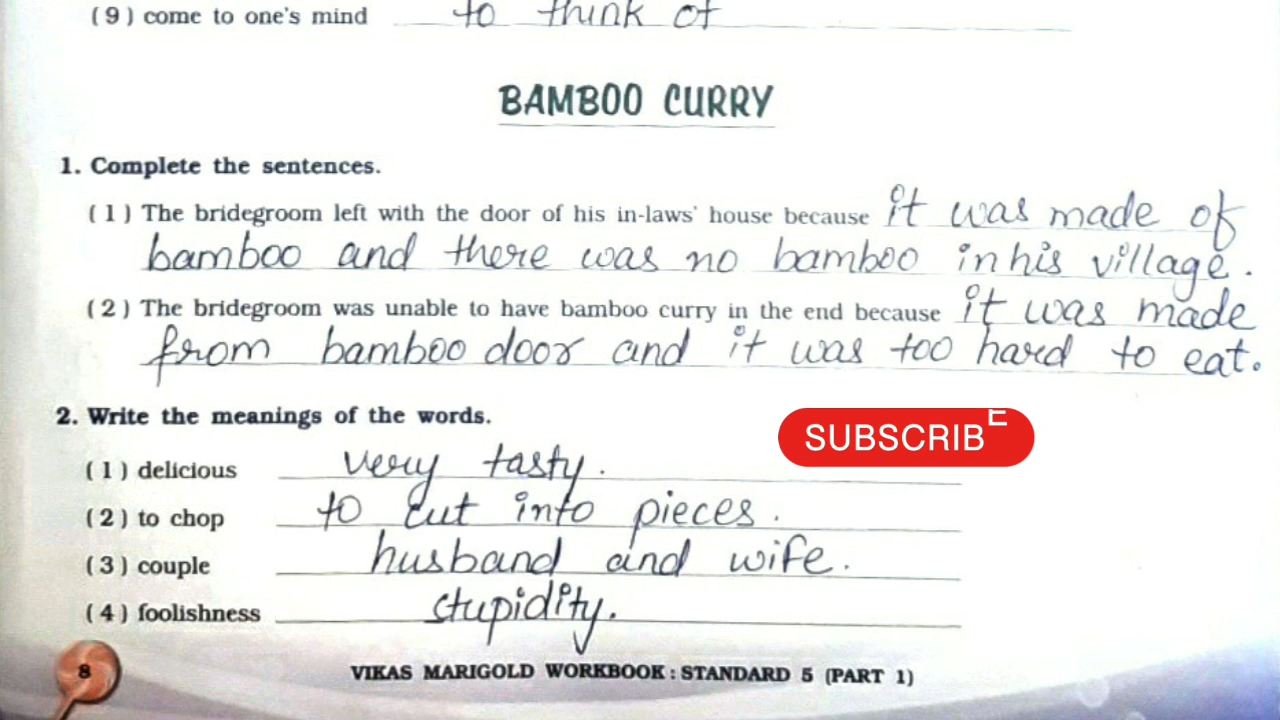 (9) come to one's mind to think of
BAMBOO CURRY
1. Complete the sentences.
(1) The bridegroom left with the door of his in-laws' house because it was made of
bamboo and there was no bamboo in his village.
(2) The bridegroom was unable to have bamboo curry in the end because it was made
from bamboo door and it was too hard to eat.
2. Write the meanings of the words.
SUBSCRIBE
(1) delicious very tasty.
(2) to chop to cut into pieces.
(3) couple husband and wife.
(4) foolishness stupidity.
8 VIKAS MARIGOLD WORKBOOK : STANDARD 5 (PART 1)